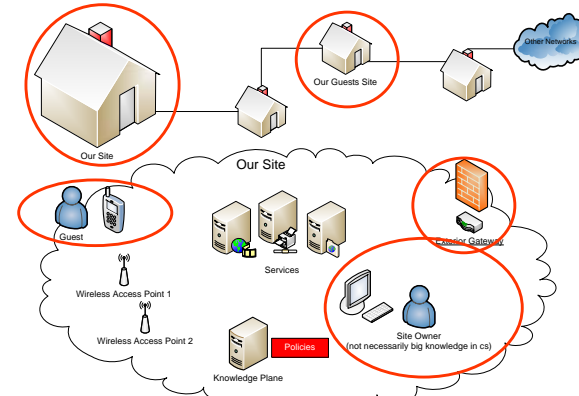 Other Networks
Our Guests Site
Our Site
Our Site
Guest
Exterior Gateway
Services
Wireless Access Point 1
Wireless Access Point 2
Site Owner
(not necessarily big knowledge in cs)
Policies
Knowledge Plane